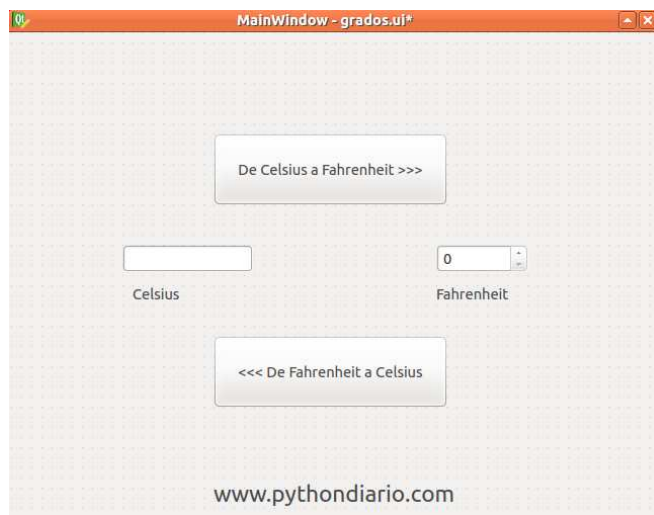 MainWindow - grados.ui*
De Celsius a Fahrenheit >>>
0
Celsius
Fahrenheit
<<< De Fahrenheit a Celsius
www.pythondiario.com